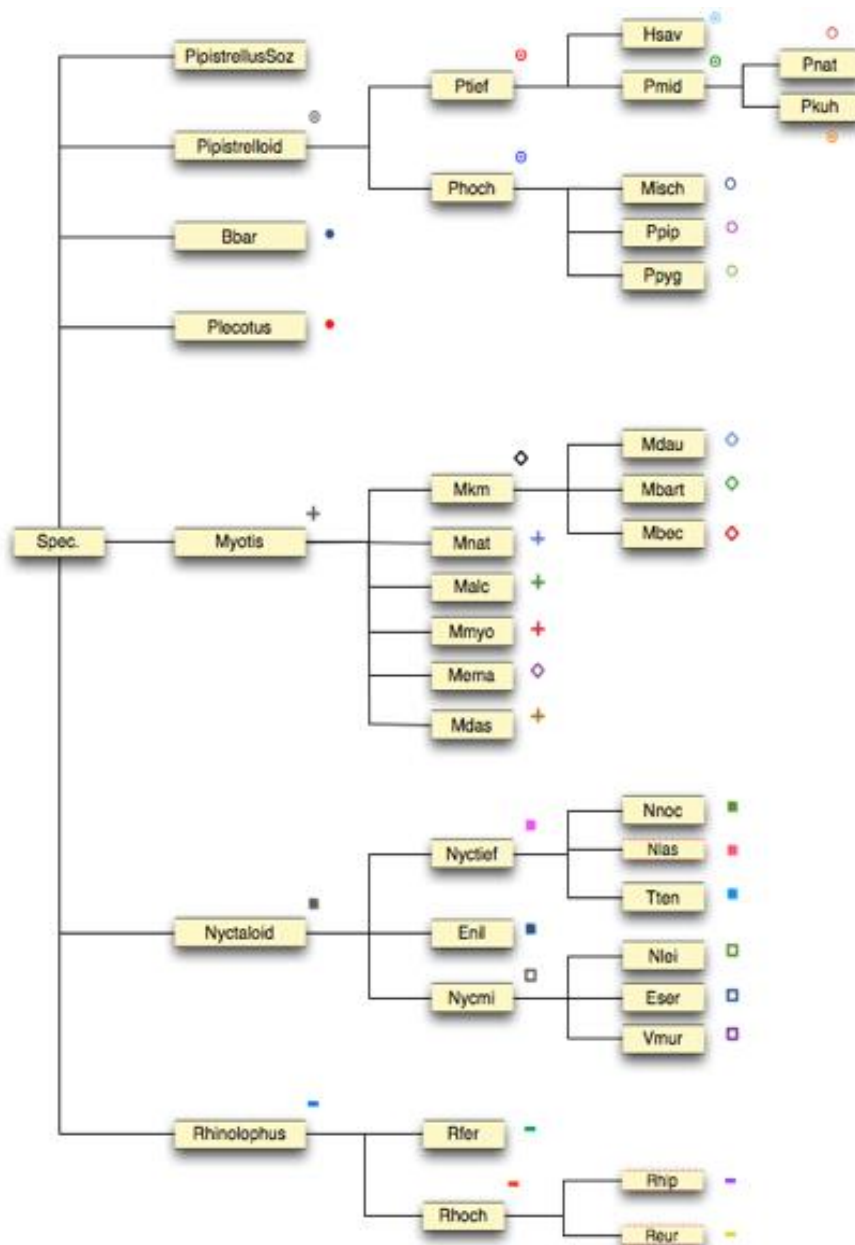 Hsav
PipistrellusSoz
Pnat
Ptief
Pmid
Pkuh
Pipistrelloid
Phoch
Misch
Bbar
Ppip
Ppyg
Plecotus
Mdau
Mkm
Mbart
Mbec
Spec.
Myotis
Mnat
Malc
Mmyo
Mema
Mdas
Nnoc
Nyctief
Nlas
Tten
Nyctaloid
Enil
Nlei
Nycmi
Eser
Vmur
Rhinolophus
Rfer
Rhip
Rhoch
Reur